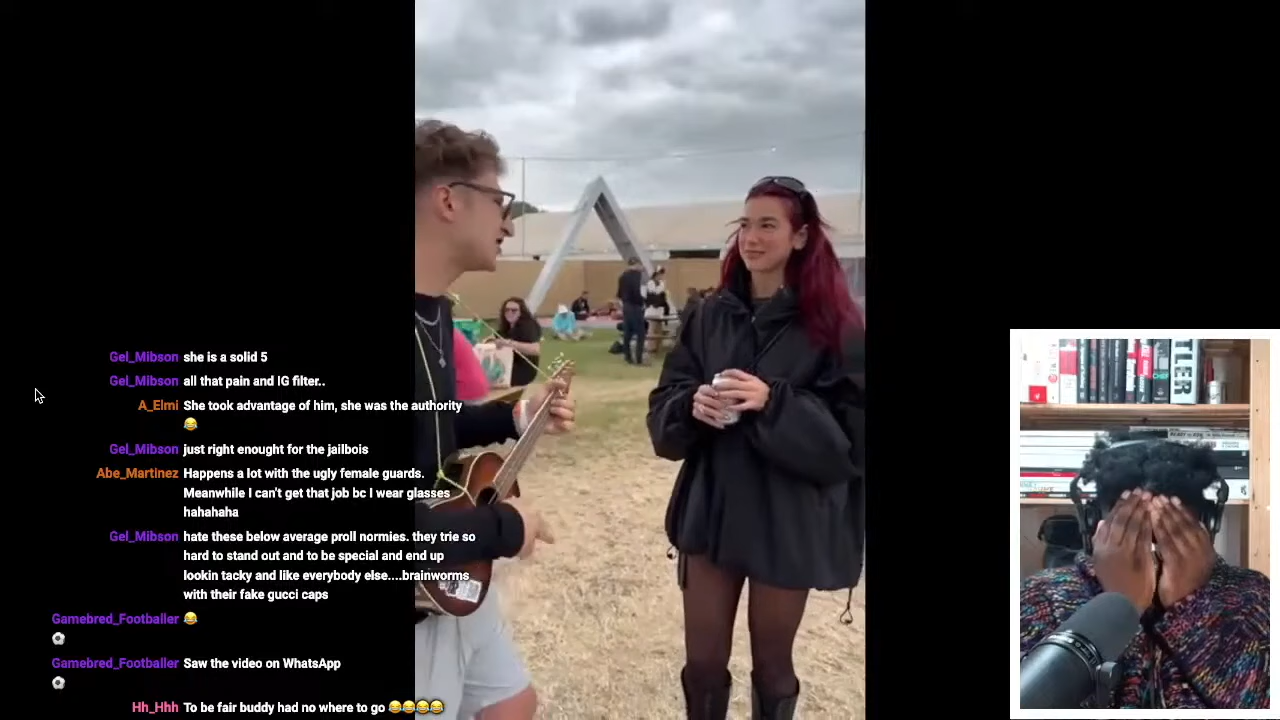 Gel_Mibson she is a solid 5
Gel_Mibson all that pain and IG filter..
A_Elmi She took advantage of him, she was the authority
😂
Gel_Mibson just right enought for the jailbois
Abe_Martinez Happens a lot with the ugly female guards.
Meanwhile I can't get that job bc I wear glasses
hahahaha
Gel_Mibson hate these below average proll normies. they trie so
hard to stand out and to be special and end up
lookin tacky and like everybody else....brainworms
with their fake gucci caps
Gamebred_Footballer 😂
⚽
Gamebred_Footballer Saw the video on WhatsApp
⚽
Hh_Hhh To be fair buddy had no where to go 😂😂😂😂